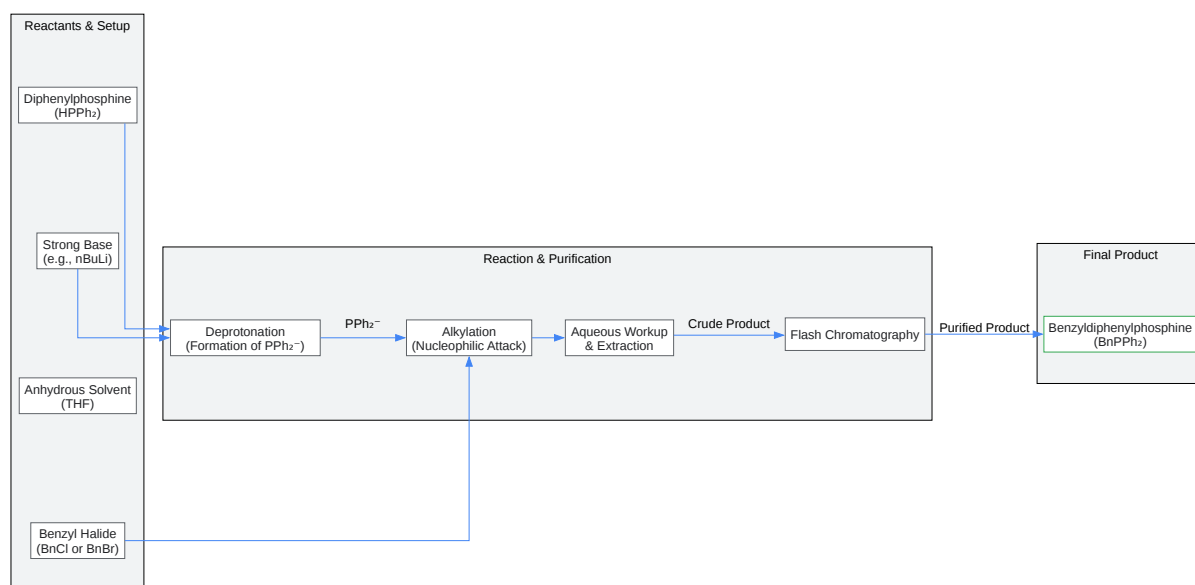 Reactants & Setup
Diphenylphosphine
(HPPh₂)
Strong Base
(e.g., nBuLi)
Anhydrous Solvent
(THF)
Benzyl Halide
(BnCl or BnBr)
Reaction & Purification
Deprotonation
(Formation of PPh₂⁻)
PPh₂⁻
Alkylation
(Nucleophilic Attack)
Aqueous Workup
& Extraction
Crude Product
Flash Chromatography
Purified Product
Final Product
Benzyldiphenylphosphine
(BnPPh₂)